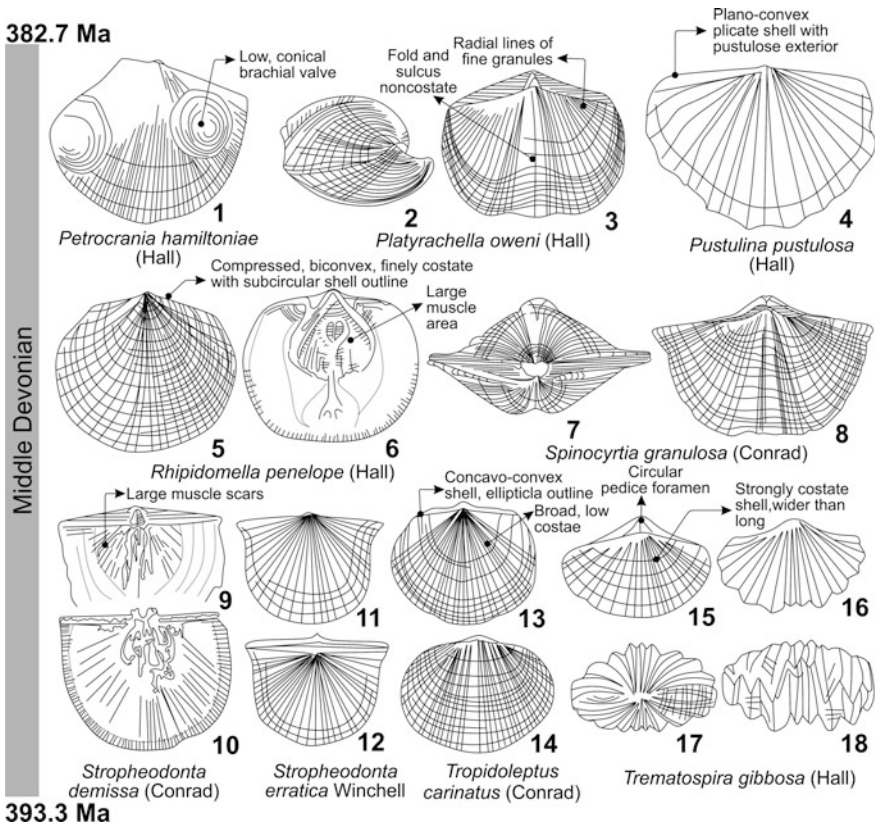 382.7 Ma
Middle Devonian
393.3 Ma
Low, conical
brachial valve
1
Petrocrania hamiltoniae
(Hall)
Fold and
sulcus
noncostate
Radial lines of
fine granules
2
3
Platyrachella oweni (Hall)
Plano-convex
plicate shell with
pustulose exterior
4
Pustulina pustulosa
(Hall)
Compressed, biconvex, finely costate
with subcircular shell outline
Large
muscle
area
5
6
Rhipidomella penelope (Hall)
7
8
Spinocyrtia granulosa (Conrad)
Large muscle scars
9
10
Stropheodonta
demissa (Conrad)
11
12
Stropheodonta
erratica Winchell
Concavo-convex
shell, ellipticla outline
Broad, low
costae
13
14
Tropidoleptus
carinatus (Conrad)
Circular
pedice foramen
Strongly costate
shell,wider than
long
15
16
17
18
Trematospira gibbosa (Hall)